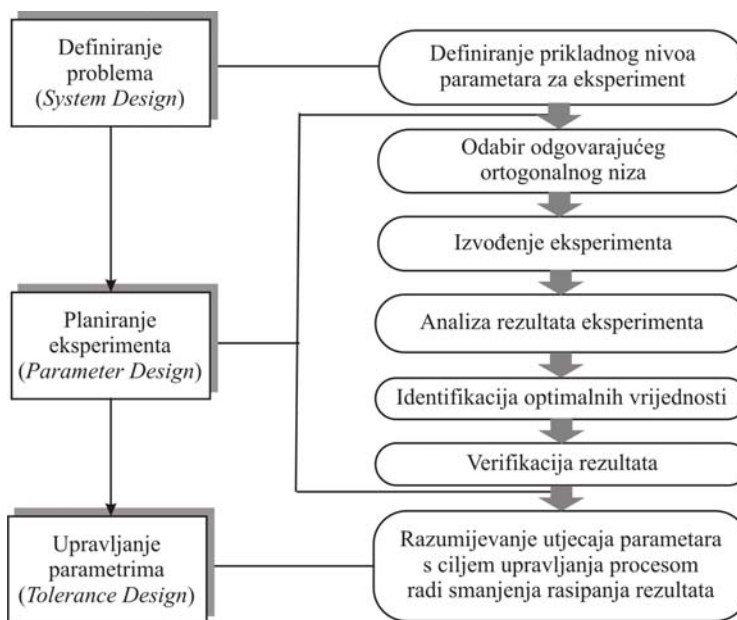 Definiranje
problema
(System Design)
Definiranje prikladnog nivoa
parametara za eksperiment
Odabir odgovarajućeg
ortogonalnog niza
Izvođenje eksperimenta
Planiranje
eksperimenta
(Parameter Design)
Analiza rezultata eksperimenta
Identifikacija optimalnih vrijednosti
Verifikacija rezultata
Upravljanje
parametrima
(Tolerance Design)
Razumijevanje utjecaja parametara
s ciljem upravljanja procesom
radi smanjenja rasipanja rezultata